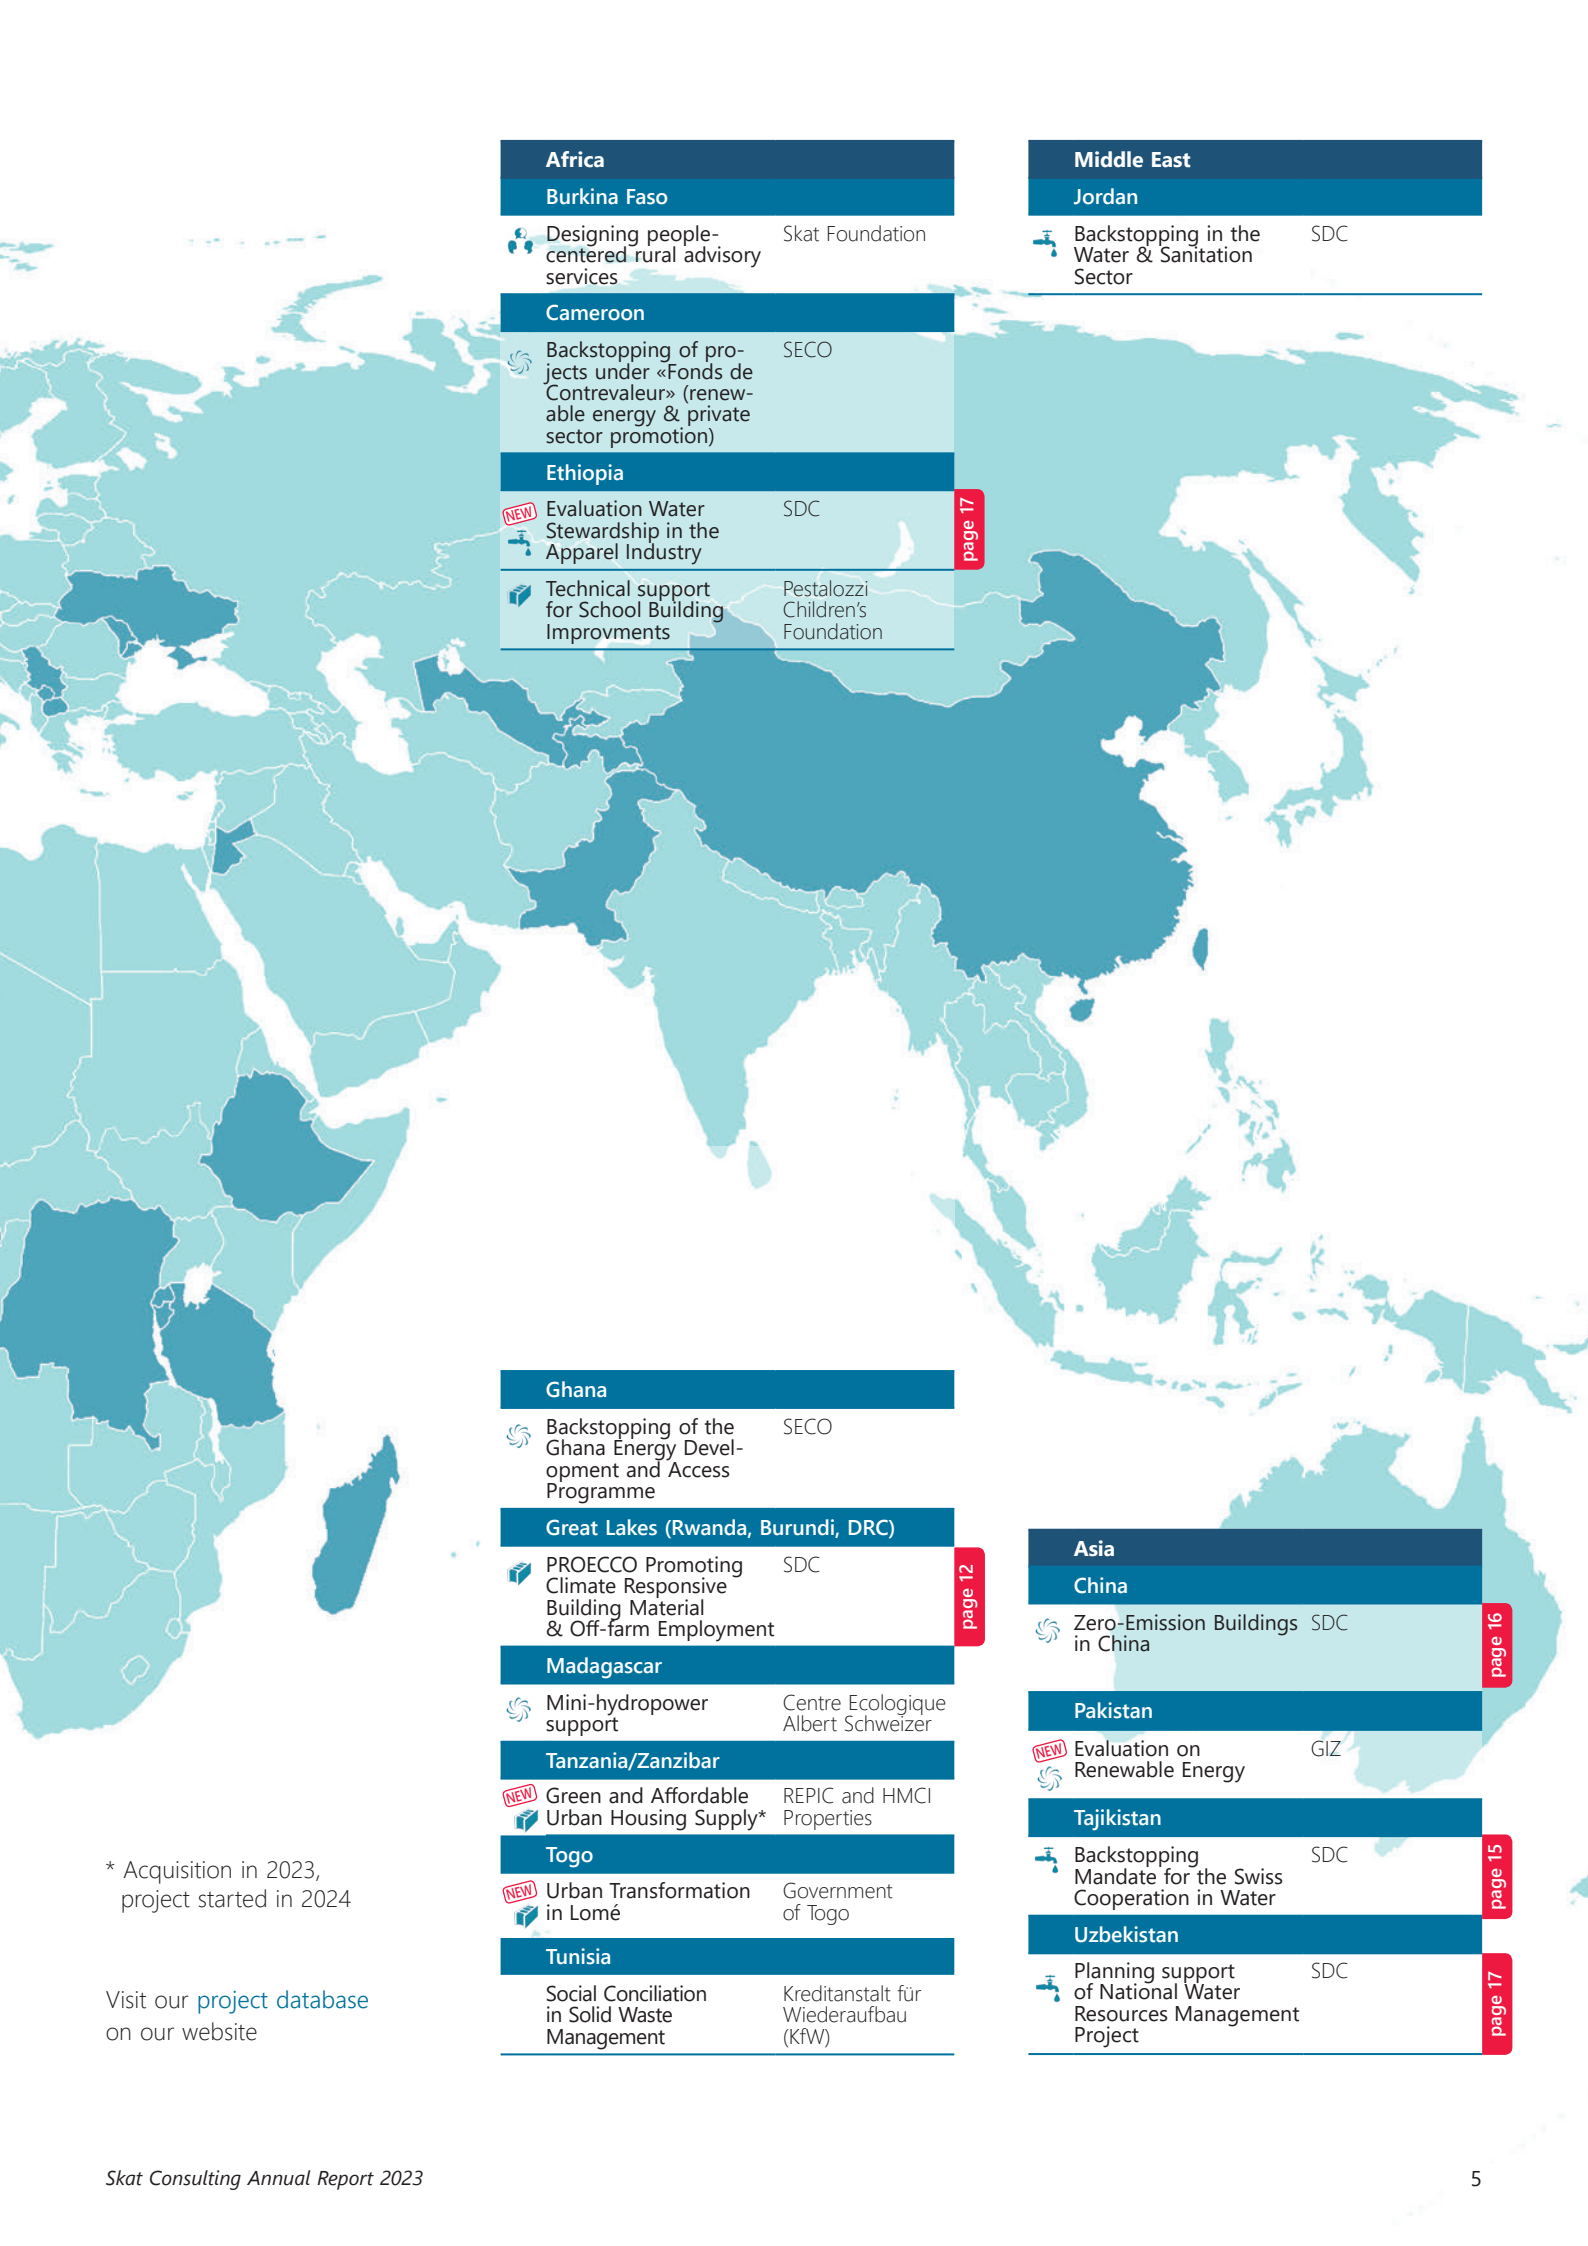 Africa
Burkina Faso
Designing people-
centered rural advisory
services
Skat Foundation
Cameroon
Backstopping of pro-
jects under «Fonds de
Contrevaleur» (renew-
able energy & private
sector promotion)
SECO
Ethiopia
NEW
Evaluation Water
Stewardship in the
Apparel Industry
SDC
page 17
Technical support
for School Building
Improvments
Pestalozzi
Children’s
Foundation
Middle East
Jordan
Backstopping in the
Water & Sanitation
Sector
SDC
Ghana
Backstopping of the
Ghana Energy Devel-
opment and Access
Programme
SECO
Great Lakes (Rwanda, Burundi, DRC)
PROECCO Promoting
Climate Responsive
Building Material
& Off-farm Employment
SDC
page 12
Madagascar
Mini-hydropower
support
Centre Ecologique
Albert Schweizer
Tanzania/Zanzibar
NEW
Green and Affordable
Urban Housing Supply*
REPIC and HMCI
Properties
Togo
NEW
Urban Transformation
in Lomé
Government
of Togo
Tunisia
Social Conciliation
in Solid Waste
Management
Kreditanstalt für
Wiederaufbau
(KfW)
Asia
China
Zero-Emission Buildings
in China
SDC
page 16
Pakistan
NEW
Evaluation on
Renewable Energy
GIZ
Tajikistan
Backstopping
Mandate for the Swiss
Cooperation in Water
SDC
page 15
Uzbekistan
Planning support
of National Water
Resources Management
Project
SDC
page 17
* Acquisition in 2023,
project started in 2024
Visit our project database
on our website
Skat Consulting Annual Report 2023
5